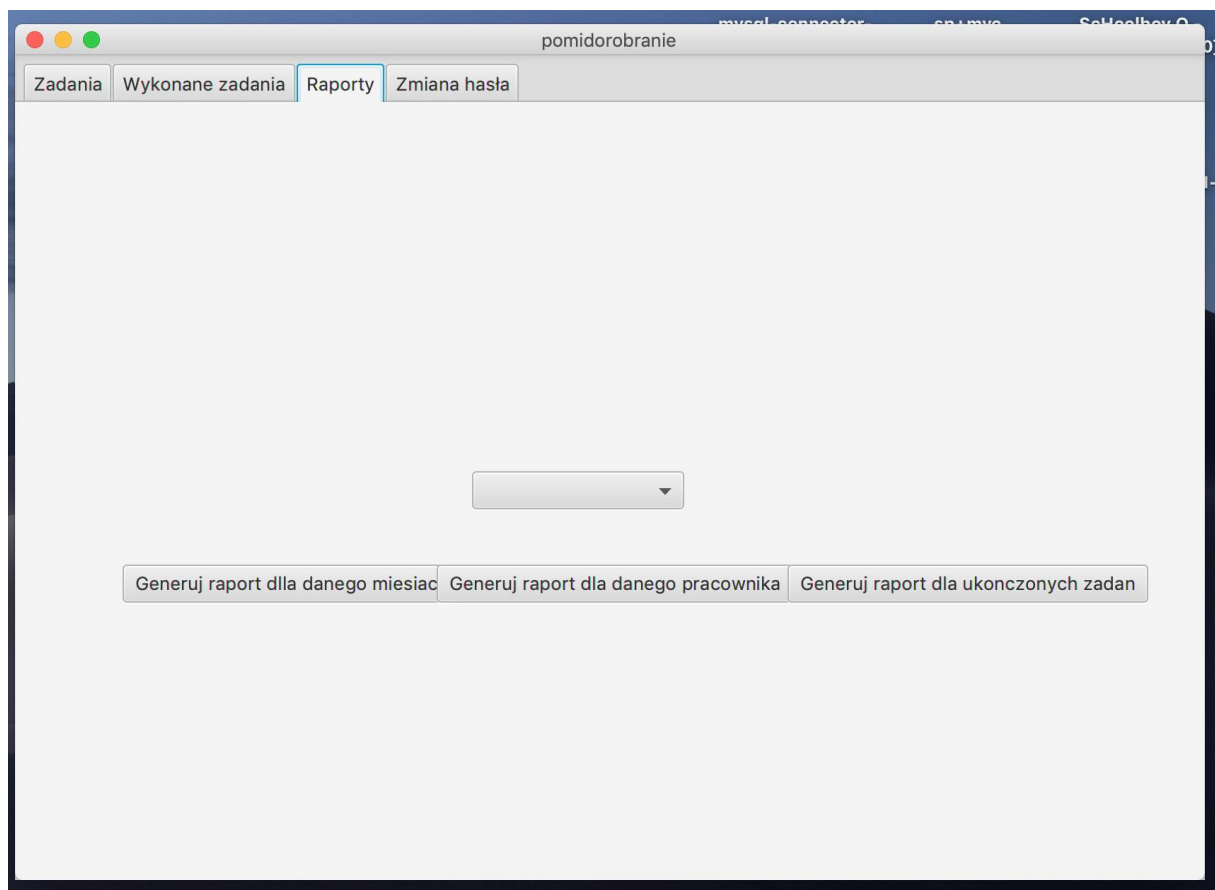 pomidorobranie
Zadania
Wykonane zadania
Raporty
Zmiana hasła
Generuj raport dlla danego miesiac
Generuj raport dla danego pracownika
Generuj raport dla ukonczonych zadan